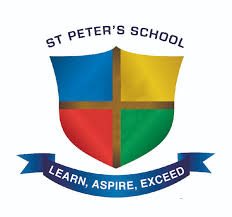 ST PETER'S SCHOOL
LEARN, ASPIRE, EXCEED